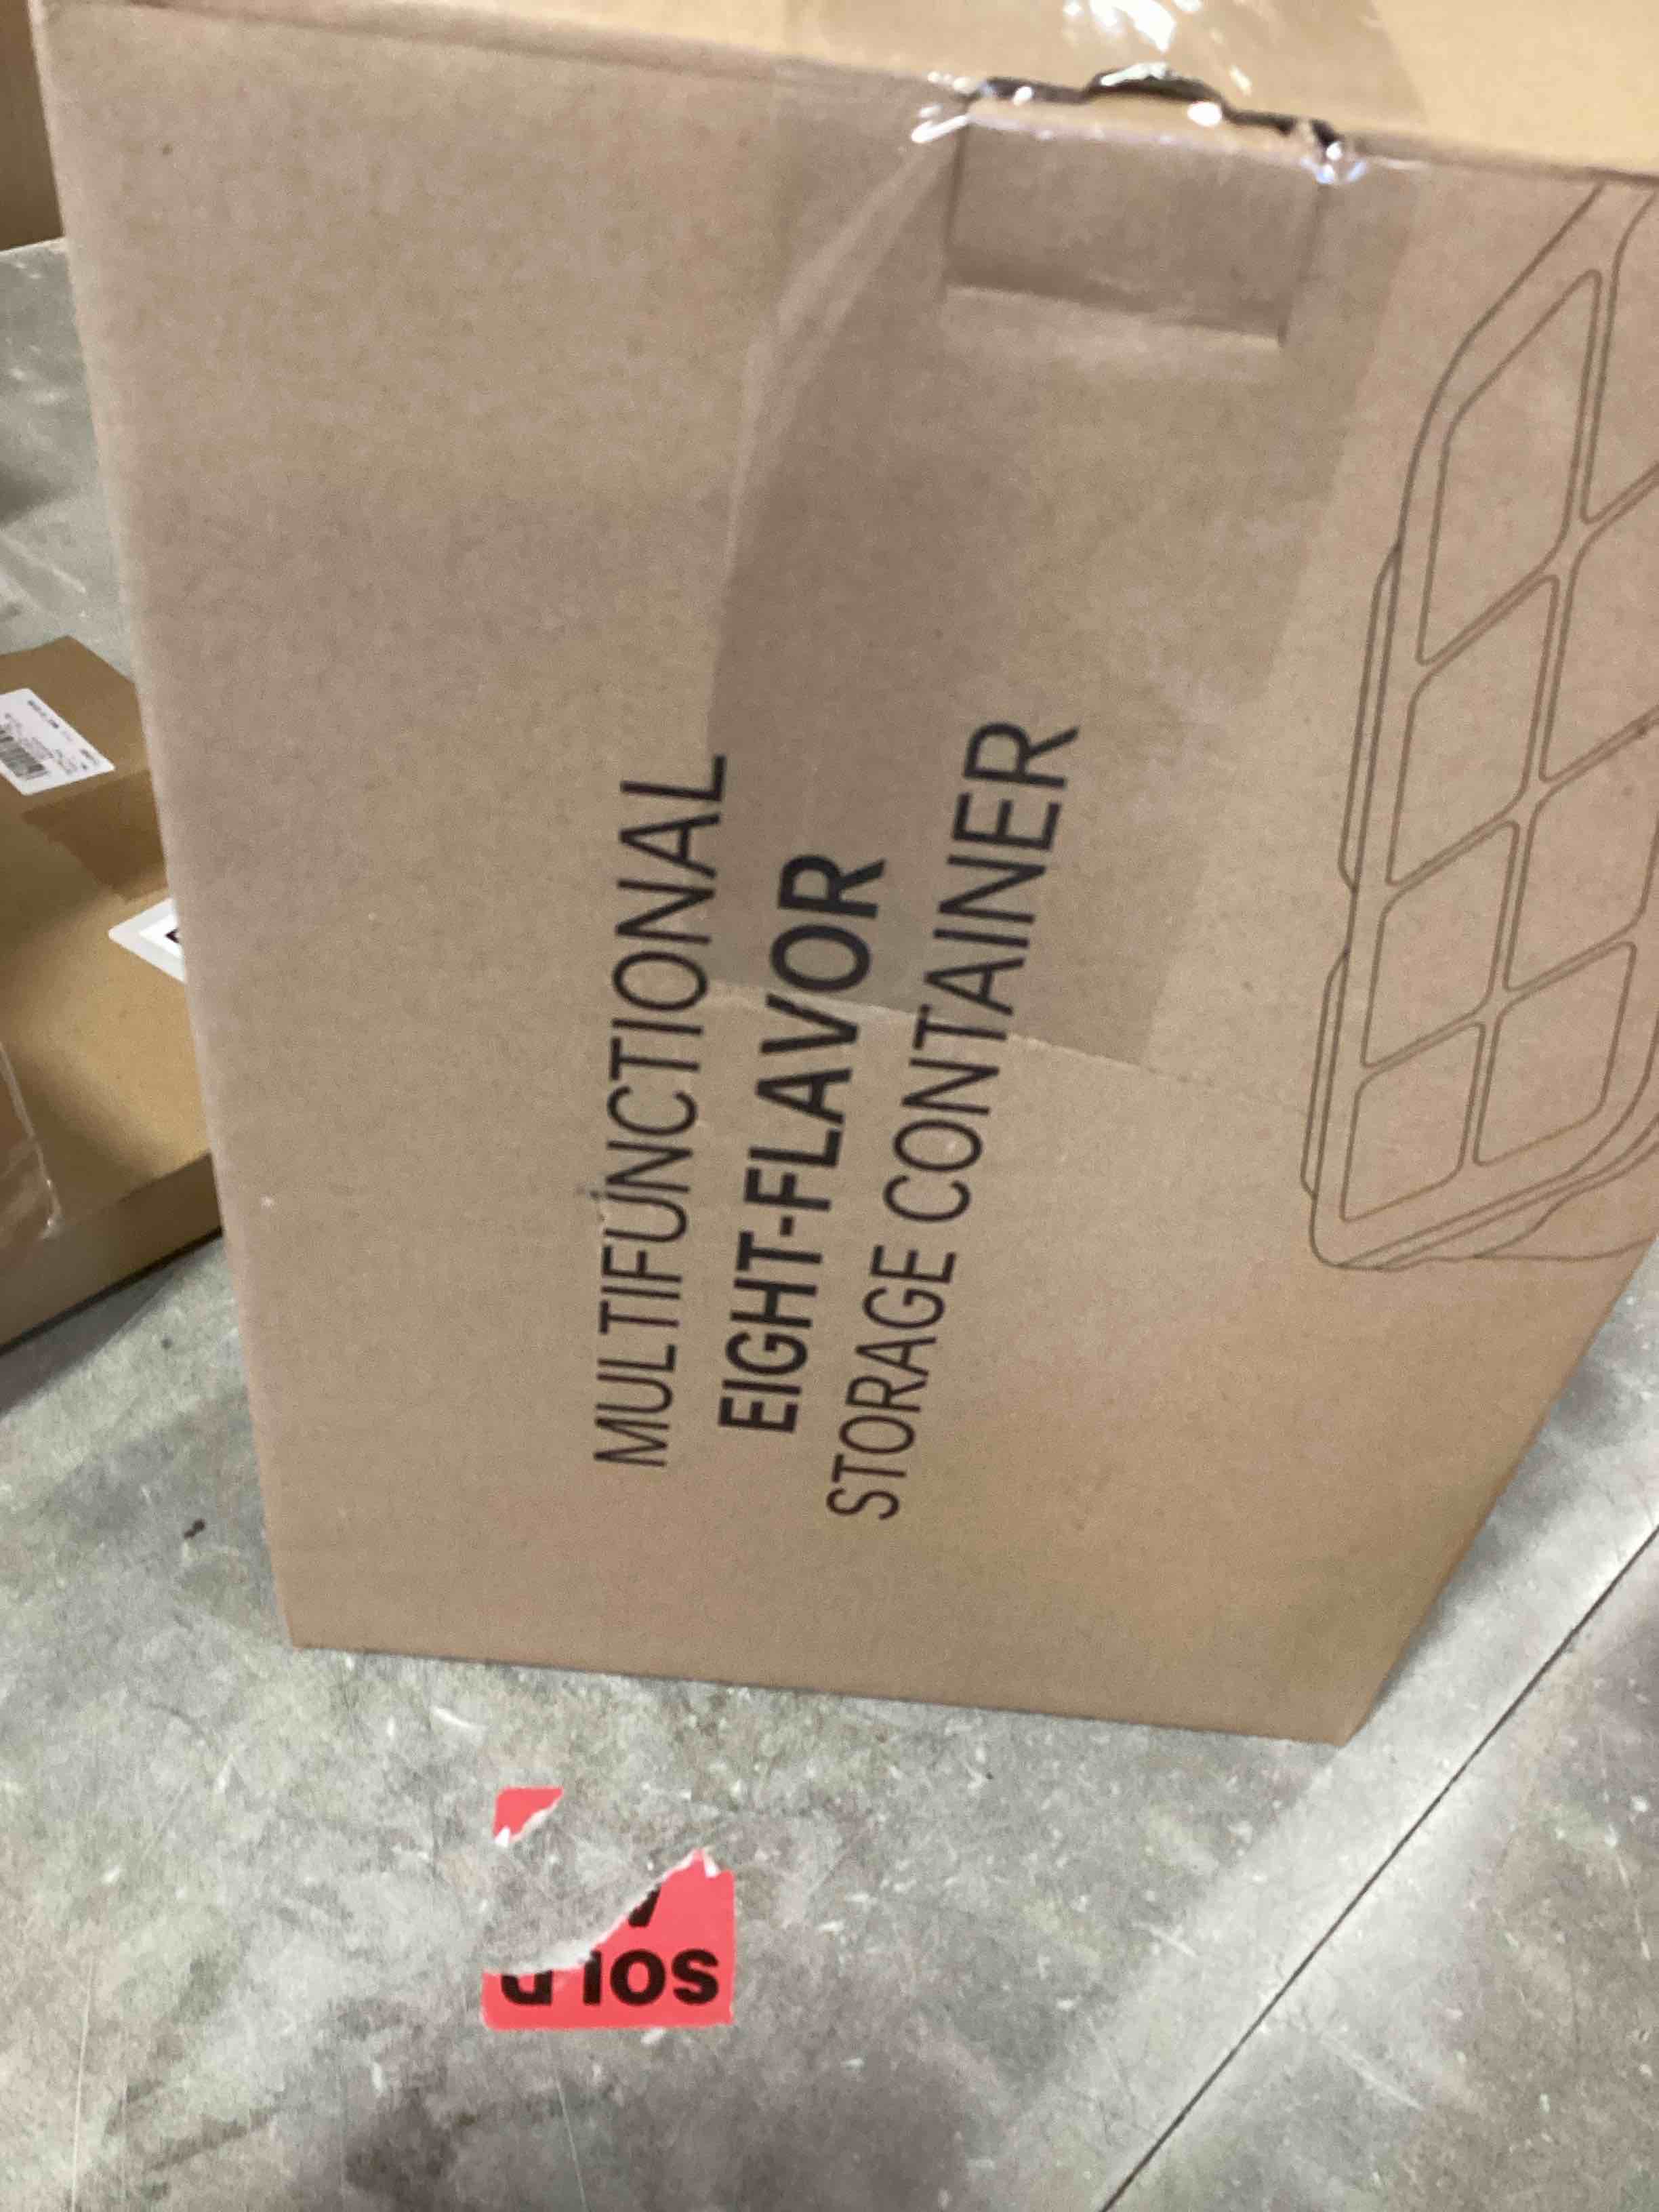 MULTIFUNCTIONAL
EIGHT-FLAVOR
STORAGE CONTAINER